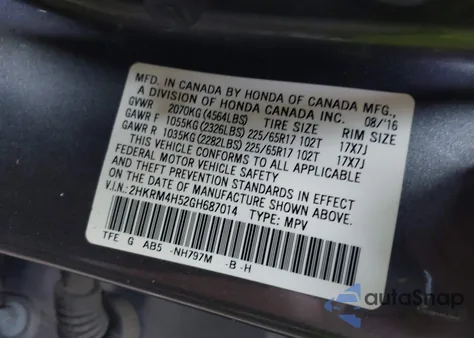 MFD. IN CANADA BY HONDA OF CANADA MFG.,
A DIVISION OF HONDA CANADA INC. 08/16
GVWR 2070KG (4564LBS) TIRE SIZE RIM SIZE
GAWR F 1055KG (2326LBS) 225/65R17 102T 17X7J
GAWR R 1035KG (2282LBS) 225/65R17 102T 17X7J
THIS VEHICLE CONFORMS TO ALL APPLICABLE
FEDERAL MOTOR VEHICLE SAFETY
AND THEFT PREVENTION STANDARDS IN EFFECT
ON THE DATE OF MANUFACTURE SHOWN ABOVE.
V.I.N.: 2HKRM4H52GH687014 TYPE: MPV
TFE G AB5 -NH797M -B -H
autoSnap